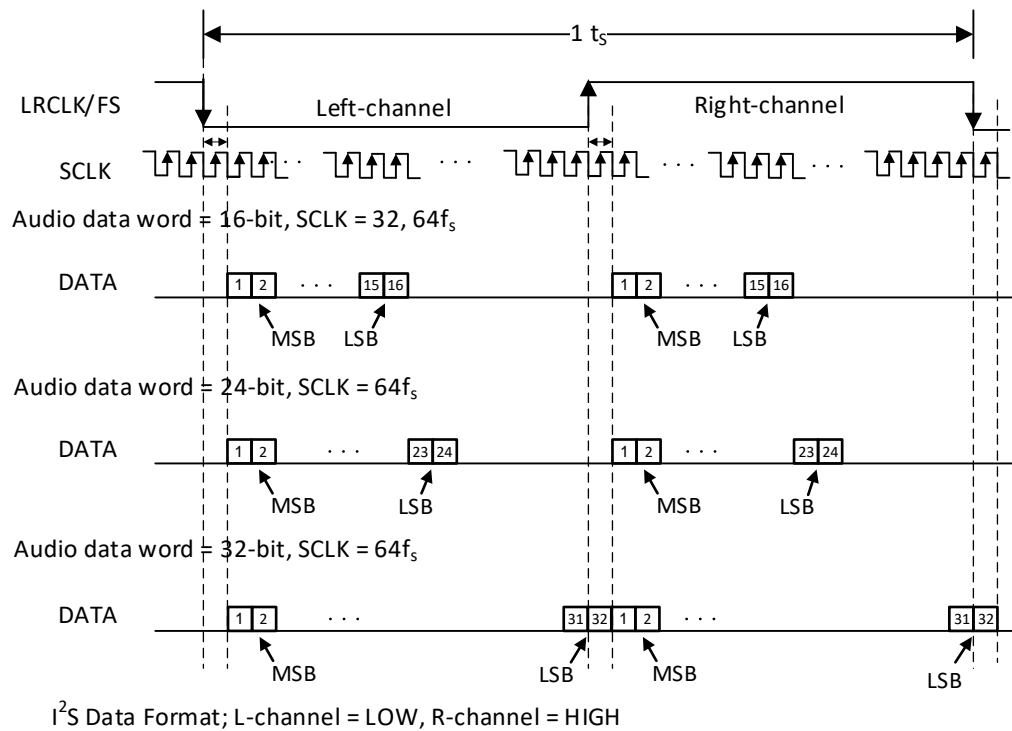 1 tS
LRCLK/FS
Left-channel
Right-channel
SCLK
. . .
. . .
. . .
. . .
Audio data word = 16-bit, SCLK = 32, 64fs
DATA
1 2 . . . 15 16 1 2 . . . 15 16
MSB LSB MSB LSB
Audio data word = 24-bit, SCLK = 64fs
DATA
1 2 . . . 23 24 1 2 . . . 23 24
MSB LSB MSB LSB
Audio data word = 32-bit, SCLK = 64fs
DATA
1 2 . . . 31 32 1 2 . . . 31 32
MSB LSB MSB LSB
I²S Data Format; L-channel = LOW, R-channel = HIGH